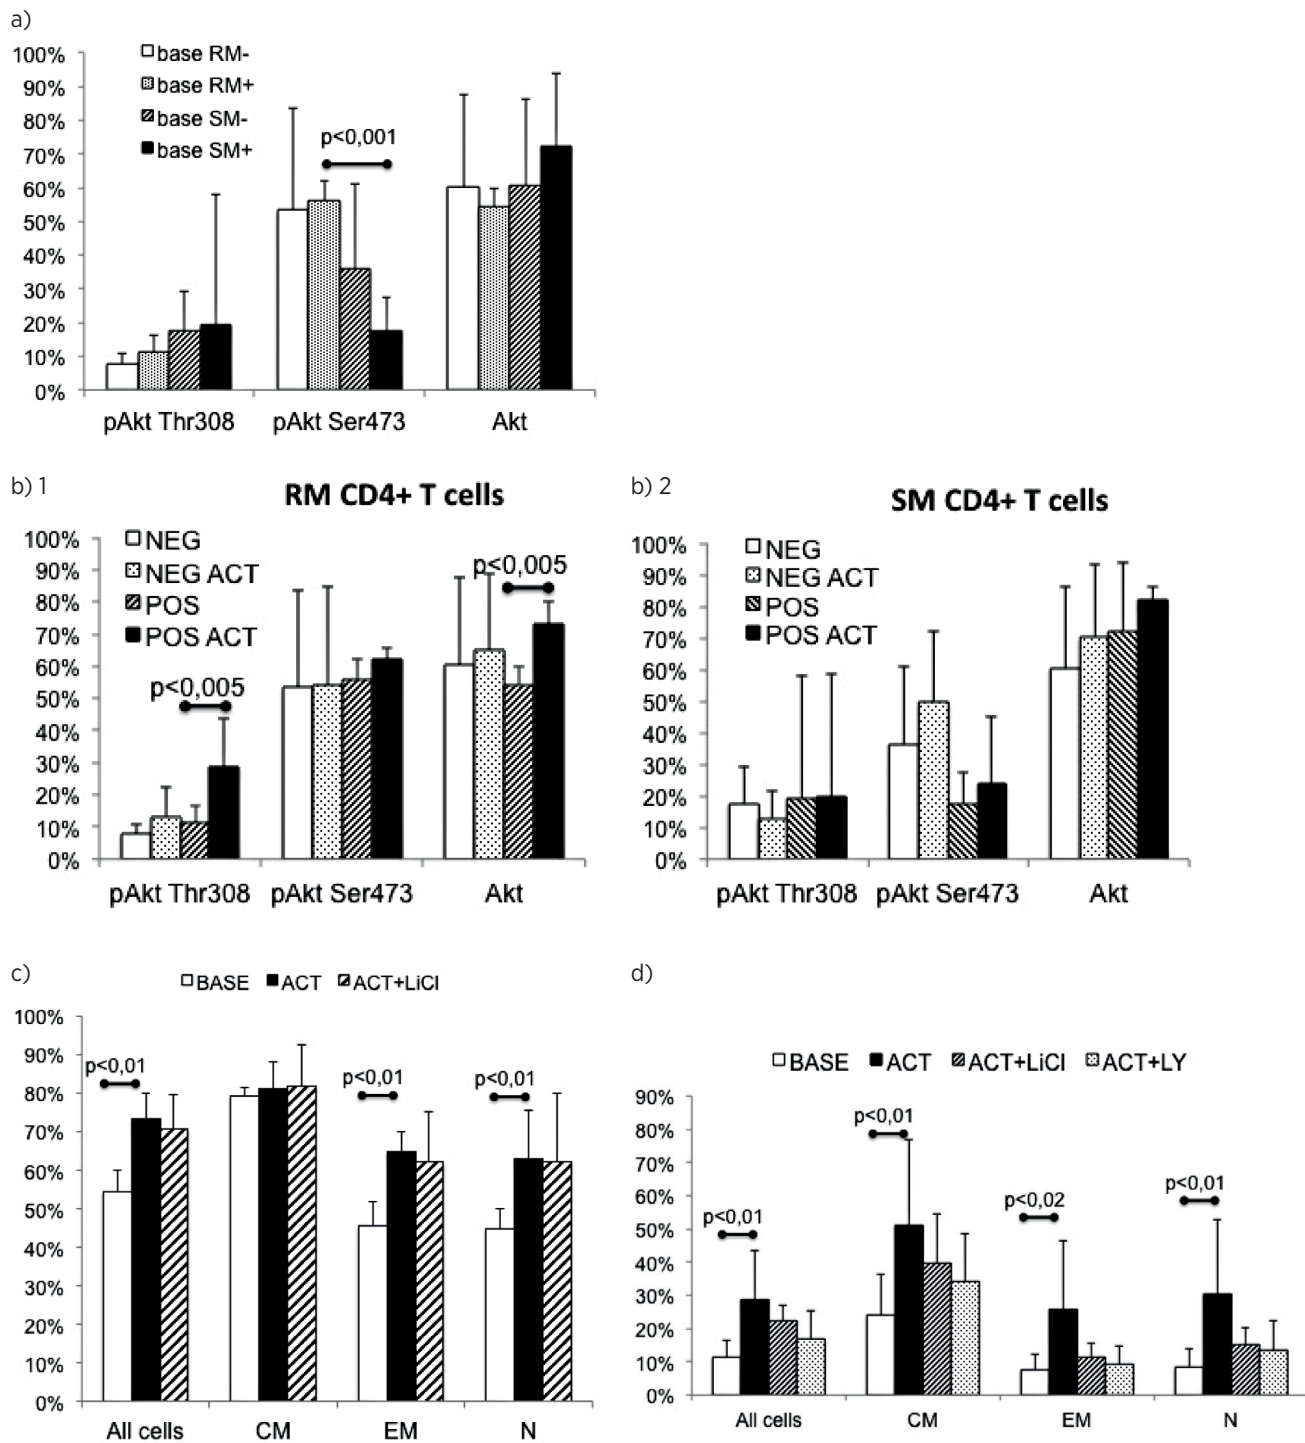 a)
100%
90%
80%
70%
60%
50%
40%
30%
20%
10%
0%
base RM-
base RM+
base SM-
base SM+
p<0,001
pAkt Thr308 pAkt Ser473 Akt
b) 1
RM CD4+ T cells
100%
90%
80%
70%
60%
50%
40%
30%
20%
10%
0%
NEG
NEG ACT
POS
POS ACT
p<0,005
p<0,005
pAkt Thr308 pAkt Ser473 Akt
b) 2
SM CD4+ T cells
100%
90%
80%
70%
60%
50%
40%
30%
20%
10%
0%
NEG
NEG ACT
POS
POS ACT
pAkt Thr308 pAkt Ser473 Akt
c)
BASE ACT ACT+LiCl
100%
90%
80%
70%
60%
50%
40%
30%
20%
10%
0%
p<0,01
p<0,01
p<0,01
All cells CM EM N
d)
BASE ACT ACT+LiCl ACT+LY
90%
80%
70%
60%
50%
40%
30%
20%
10%
0%
p<0,01
p<0,01
p<0,02
p<0,01
All cells CM EM N